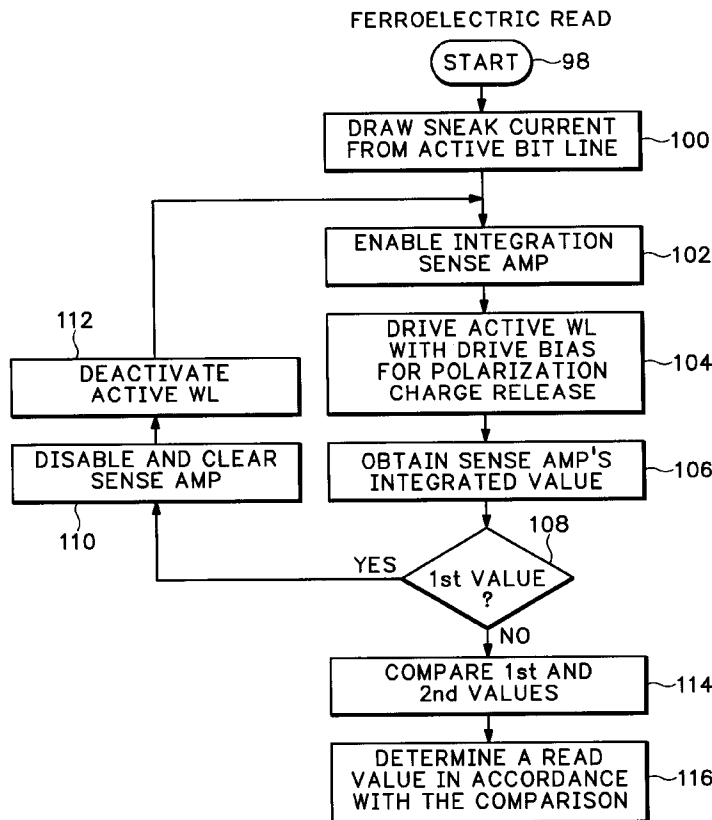 FERROELECTRIC READ
START
98
DRAW SNEAK CURRENT
FROM ACTIVE BIT LINE
100
ENABLE INTEGRATION
SENSE AMP
102
DRIVE ACTIVE WL
WITH DRIVE BIAS
FOR POLARIZATION
CHARGE RELEASE
104
OBTAIN SENSE AMP'S
INTEGRATED VALUE
106
108
1st VALUE
?
YES
NO
110
DISABLE AND CLEAR
SENSE AMP
112
DEACTIVATE
ACTIVE WL
COMPARE 1st AND
2nd VALUES
114
DETERMINE A READ
VALUE IN ACCORDANCE
WITH THE COMPARISON
116